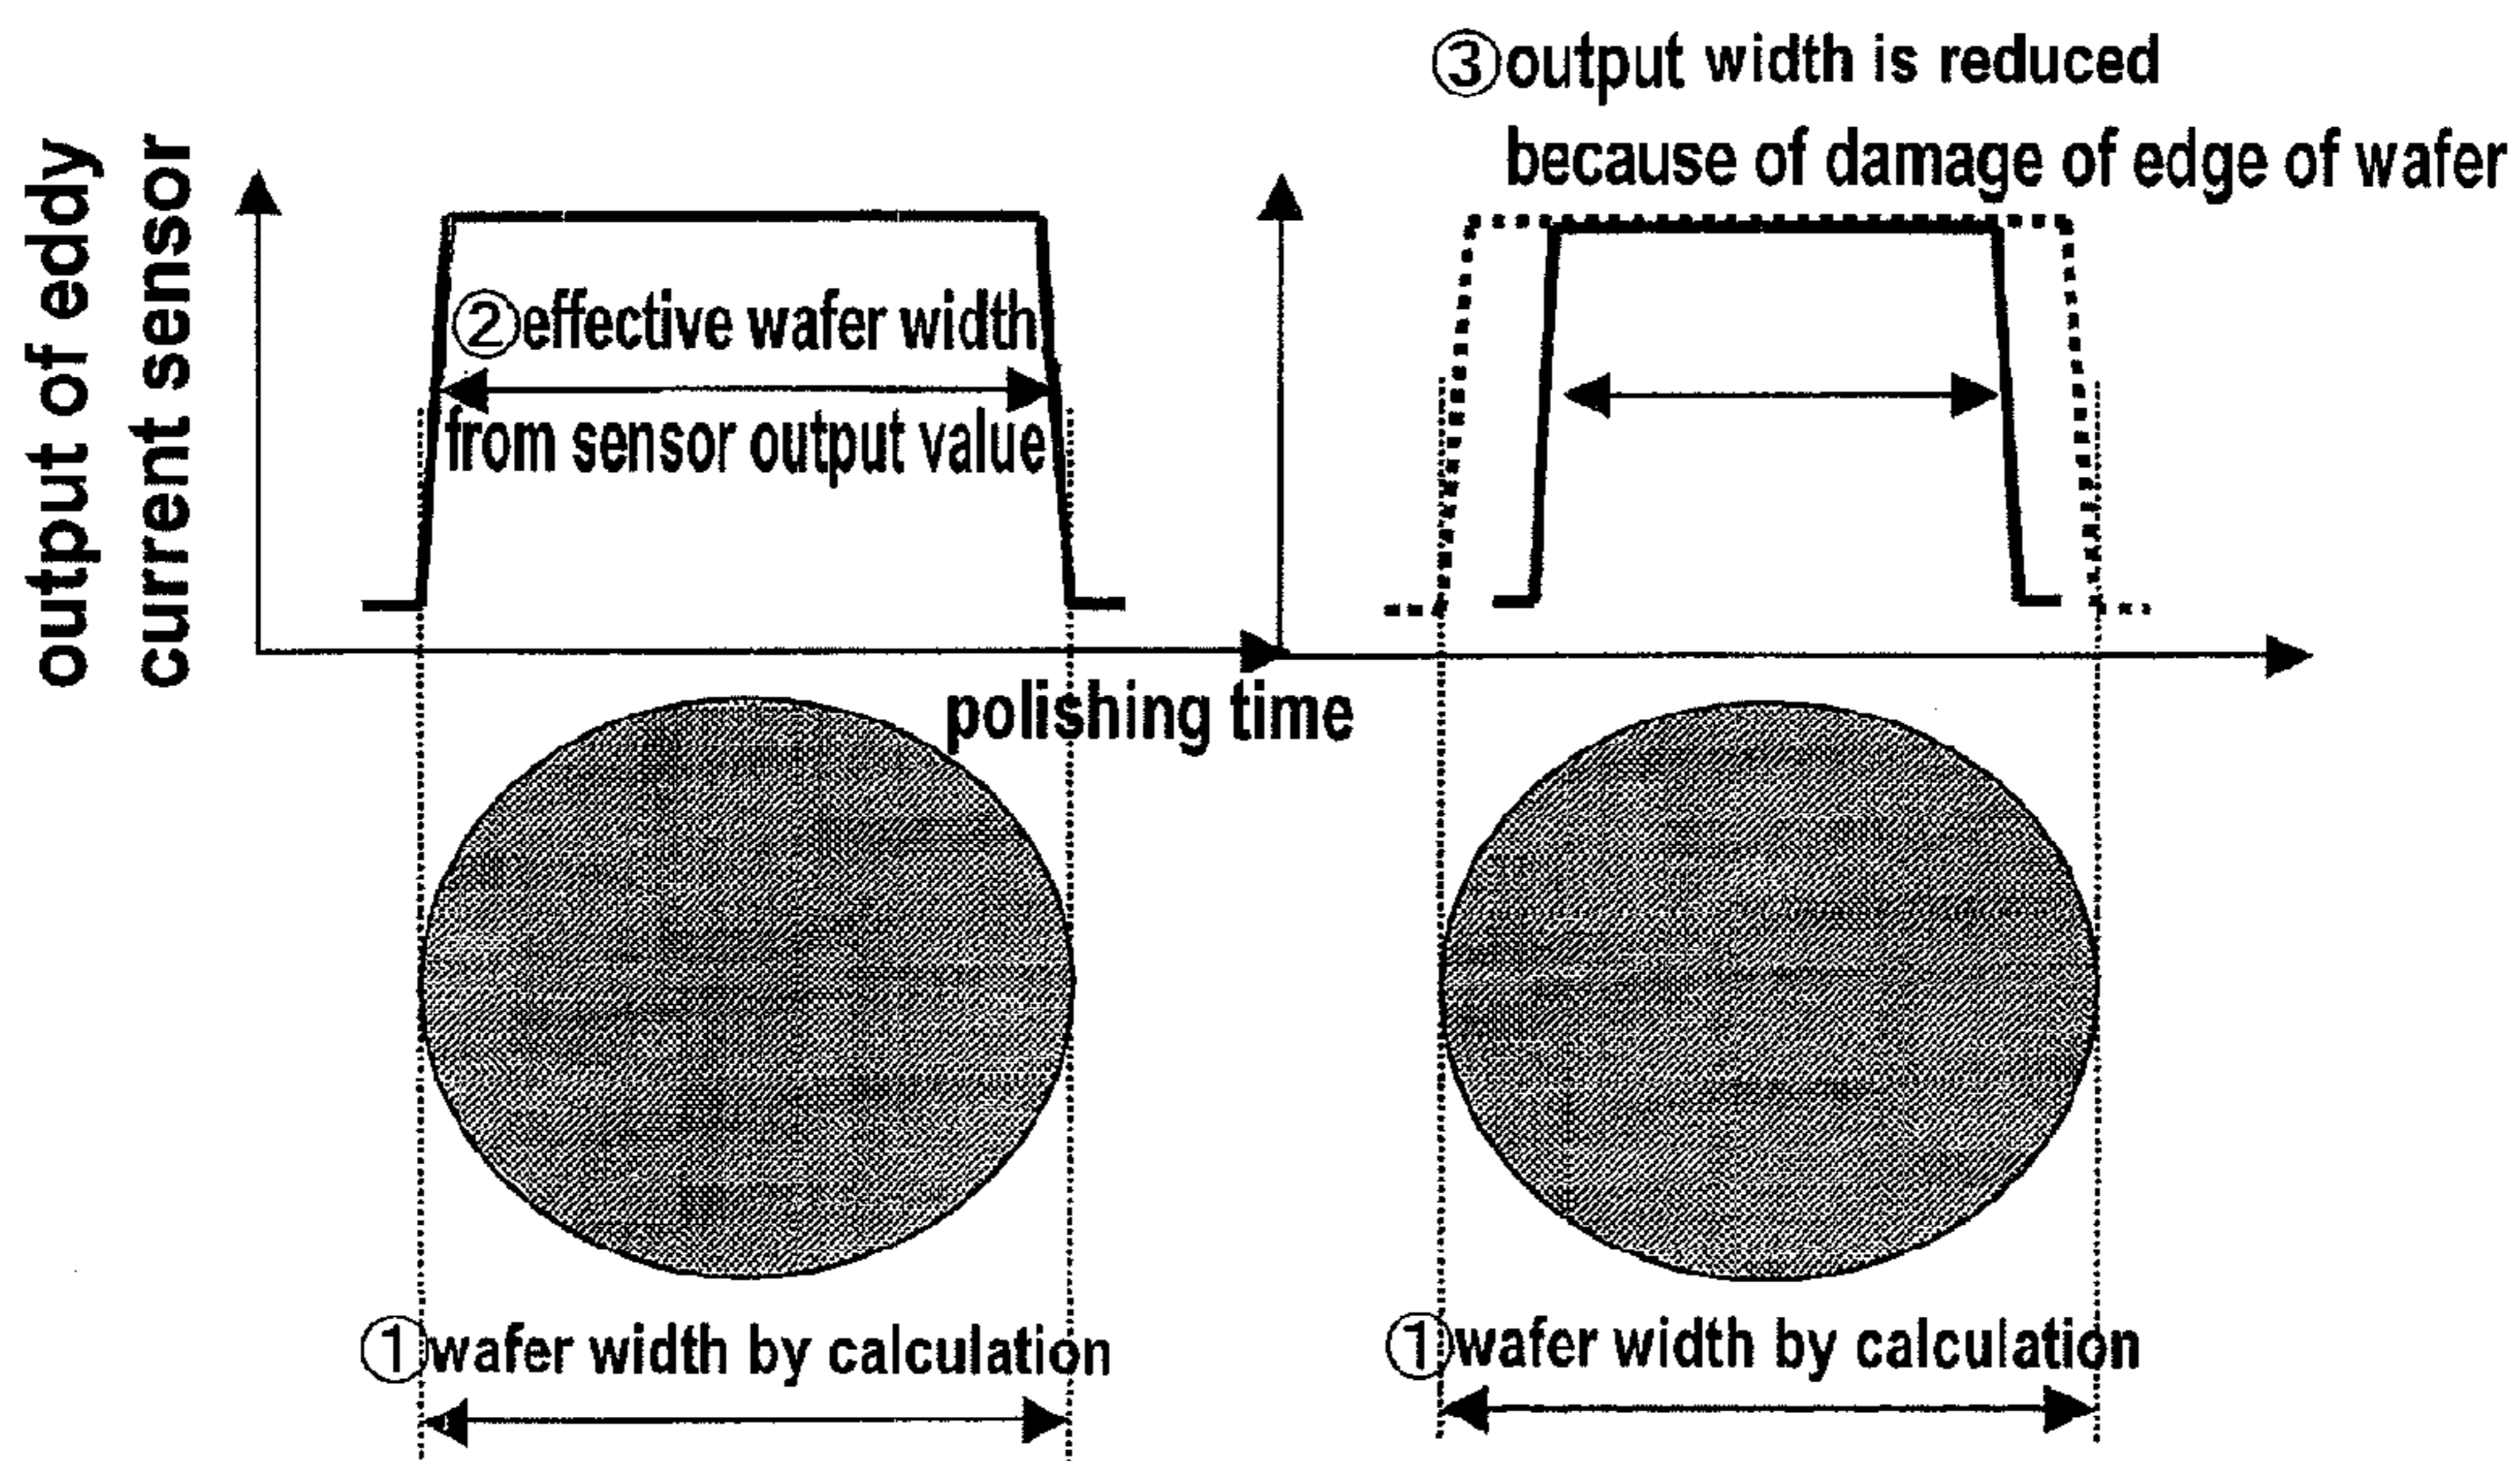 output of eddy
current sensor
②effective wafer width
from sensor output value
③output width is reduced
because of damage of edge of wafer
polishing time
①wafer width by calculation
①wafer width by calculation